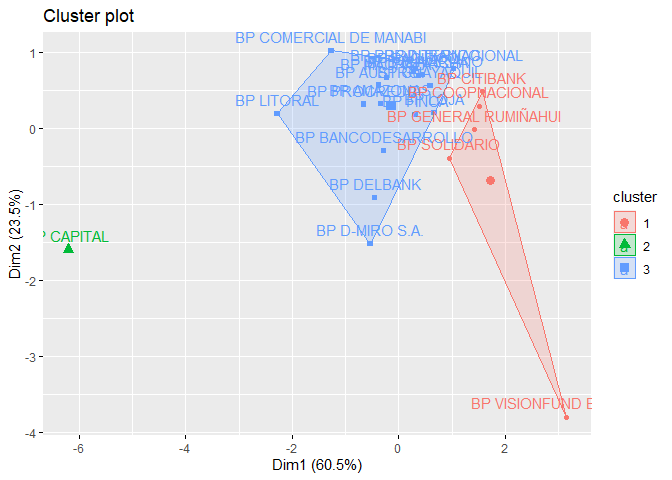 Cluster plot
BP COMERCIAL DE MANABI
BP CITIBANK
BP LITORAL
BP COOPNACIONAL
BP GENERAL RUMIÑAHUI
BP BANCODESARROLLO
BP SOLIDARIO
BP DELBANK
BP D-MIRO S.A.
CAPITAL
BP VISIONFUND E
1
0
-1
-2
-3
-4
-6
-4
-2
0
2
Dim1 (60.5%)
Dim2 (23.5%)
cluster
1
2
3